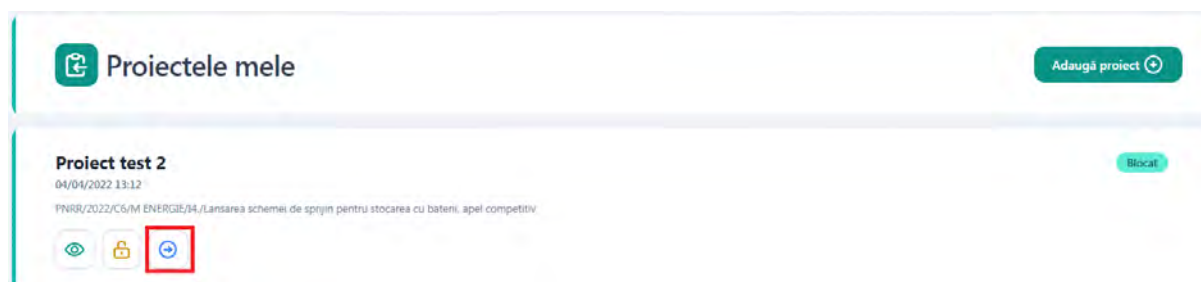 Proiectele mele
Adaugă proiect
Proiect test 2
Blocat
04/04/2022 13:12
PNRR/2022/C6/M ENERGIE/I4./Lansarea schemei de sprijin pentru stocarea cu baterii, apel competitiv